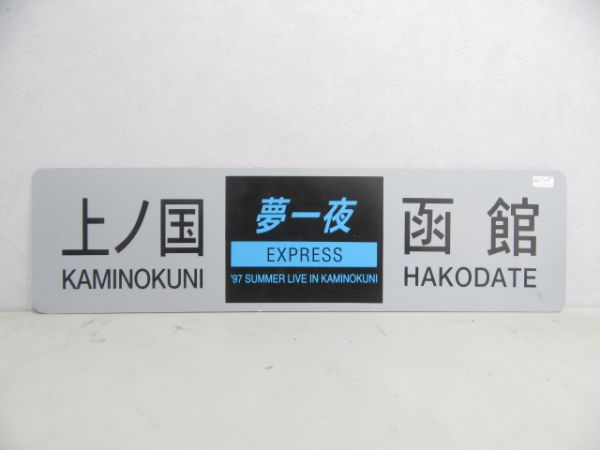 上ノ国
KAMINOKUNI
夢一夜
EXPRESS
'97 SUMMER LIVE IN KAMINOKUNI
函館
HAKODATE